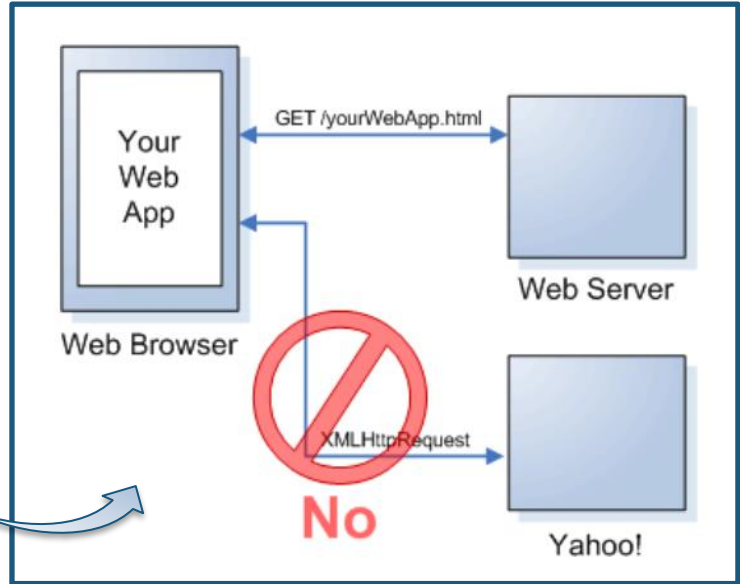 Your
Web
App
GET /yourWebApp.html
Web Server
Web Browser
XMLHttpRequest
No
Yahoo!